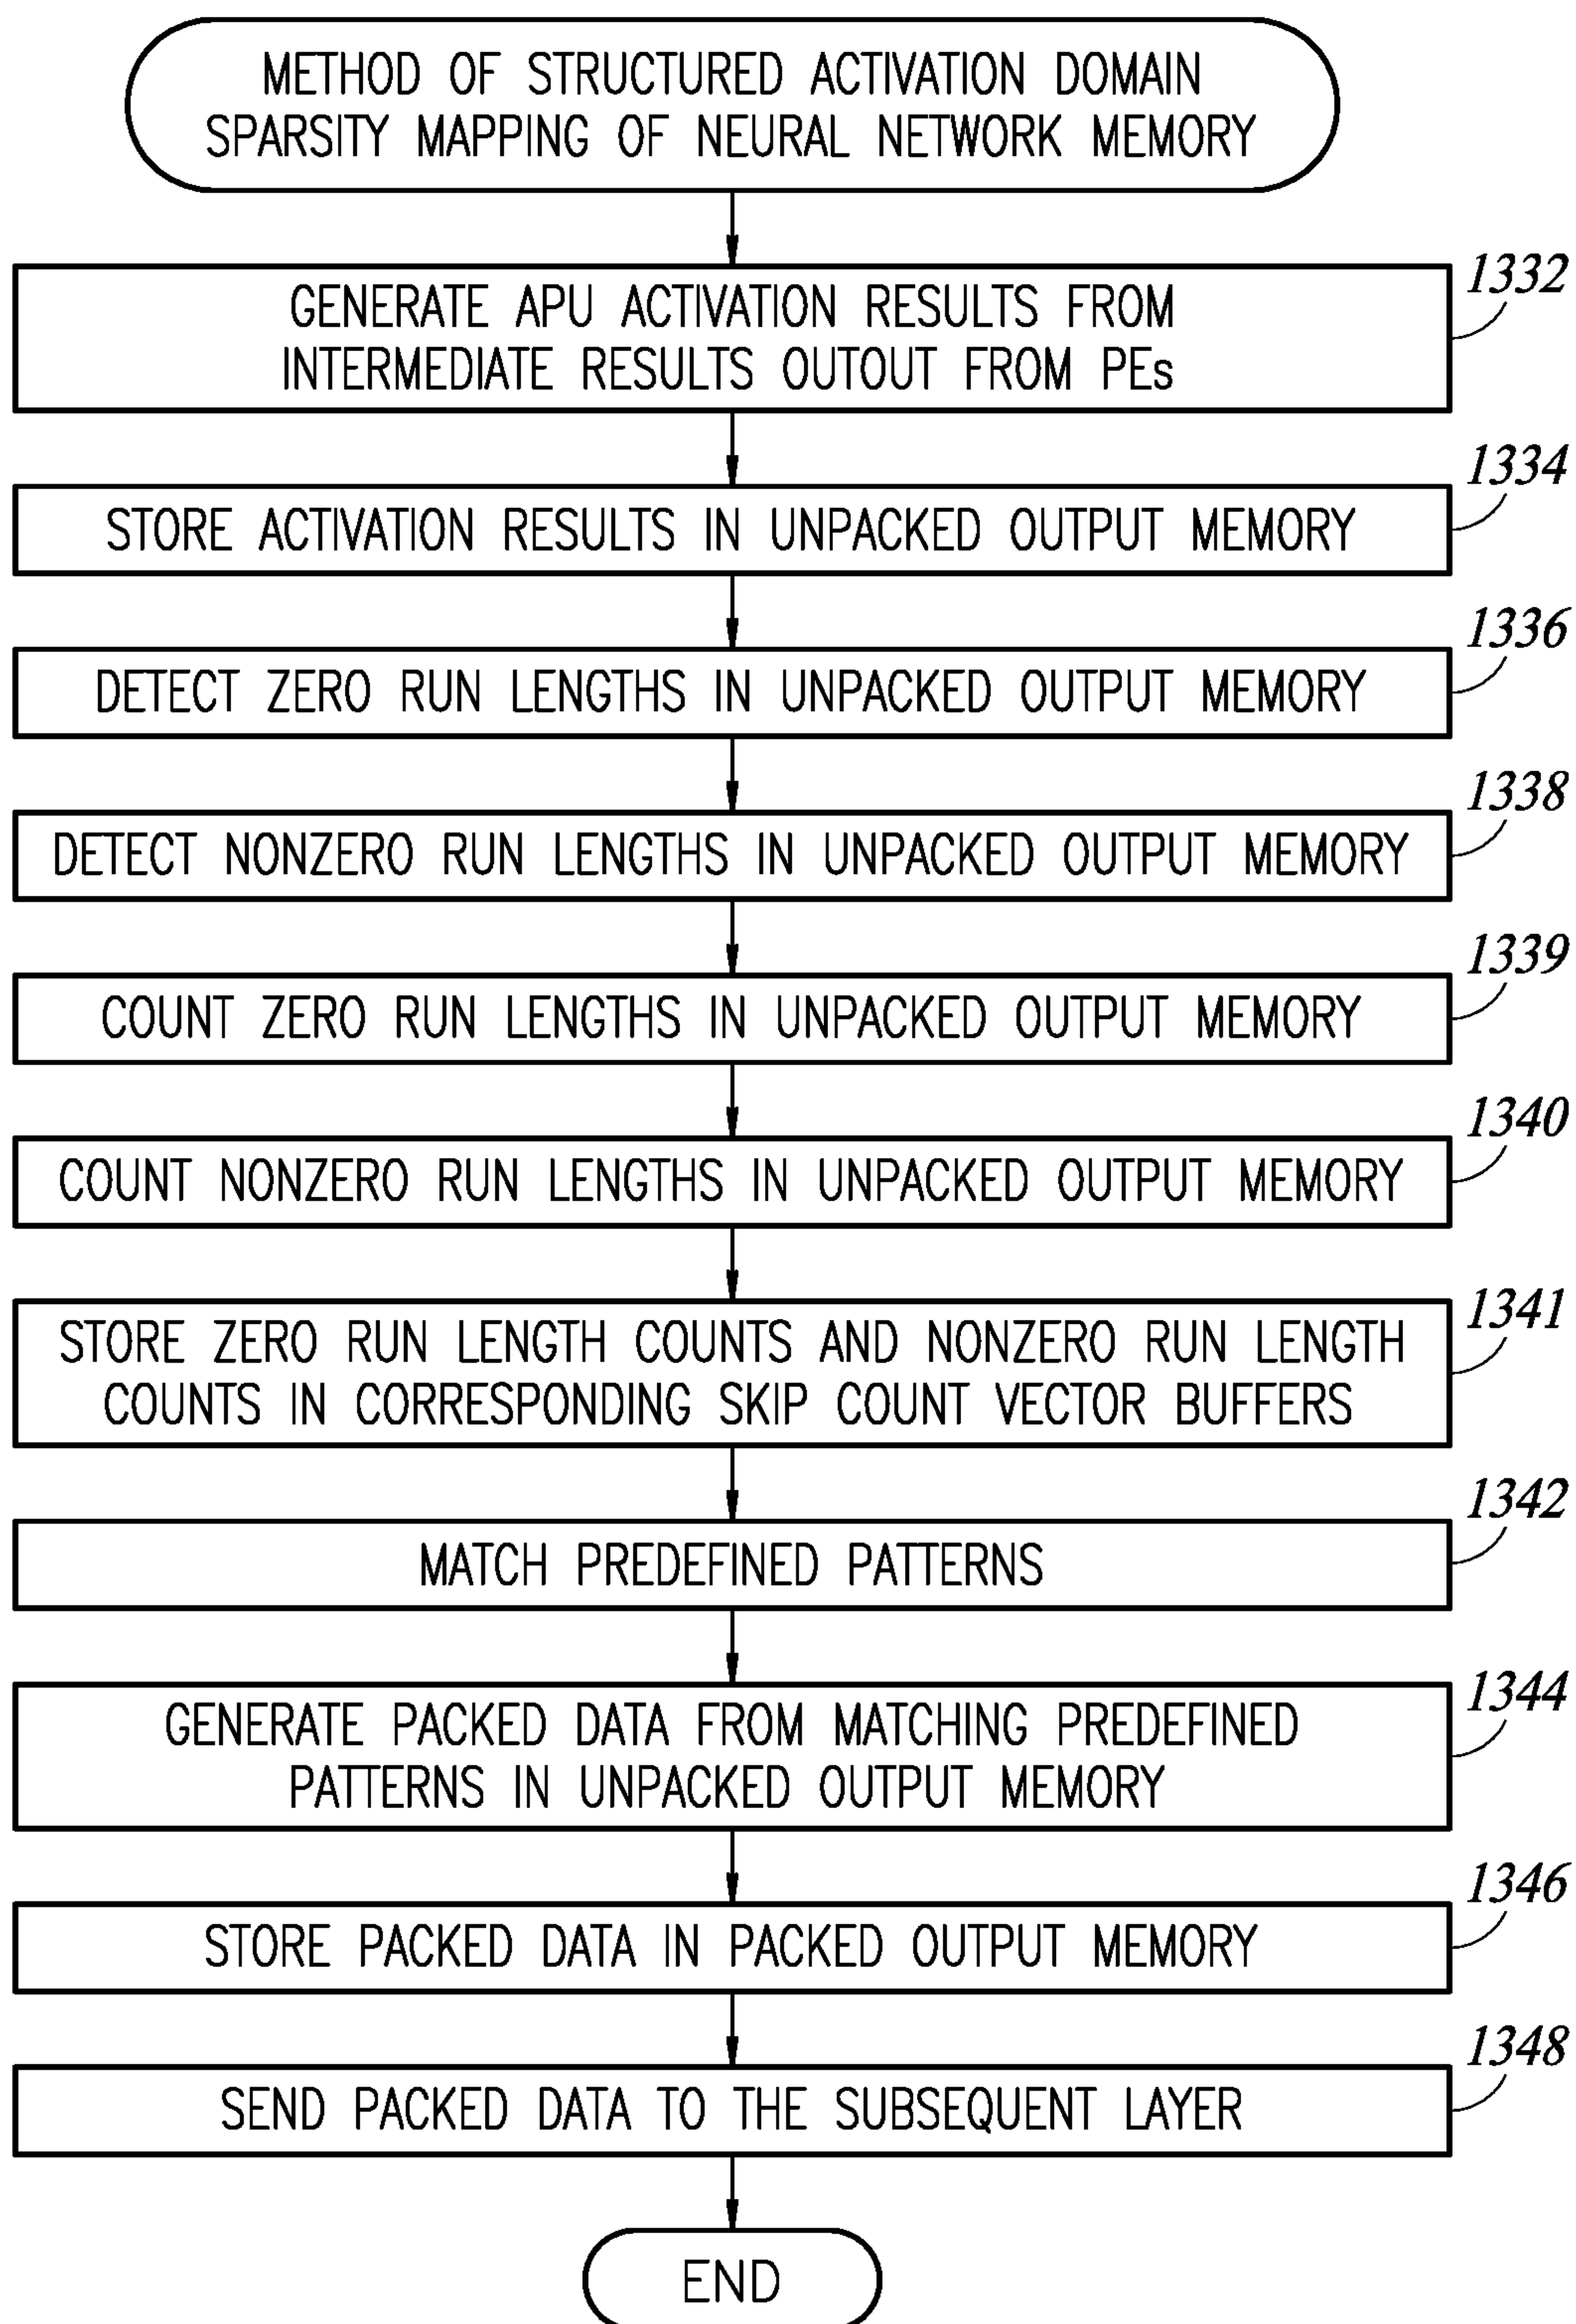 METHOD OF STRUCTURED ACTIVATION DOMAIN
SPARSITY MAPPING OF NEURAL NETWORK MEMORY
1332
GENERATE APU ACTIVATION RESULTS FROM
INTERMEDIATE RESULTS OUTOUT FROM PEs
1334
STORE ACTIVATION RESULTS IN UNPACKED OUTPUT MEMORY
1336
DETECT ZERO RUN LENGTHS IN UNPACKED OUTPUT MEMORY
1338
DETECT NONZERO RUN LENGTHS IN UNPACKED OUTPUT MEMORY
1339
COUNT ZERO RUN LENGTHS IN UNPACKED OUTPUT MEMORY
1340
COUNT NONZERO RUN LENGTHS IN UNPACKED OUTPUT MEMORY
1341
STORE ZERO RUN LENGTH COUNTS AND NONZERO RUN LENGTH
COUNTS IN CORRESPONDING SKIP COUNT VECTOR BUFFERS
1342
MATCH PREDEFINED PATTERNS
1344
GENERATE PACKED DATA FROM MATCHING PREDEFINED
PATTERNS IN UNPACKED OUTPUT MEMORY
1346
STORE PACKED DATA IN PACKED OUTPUT MEMORY
1348
SEND PACKED DATA TO THE SUBSEQUENT LAYER
END